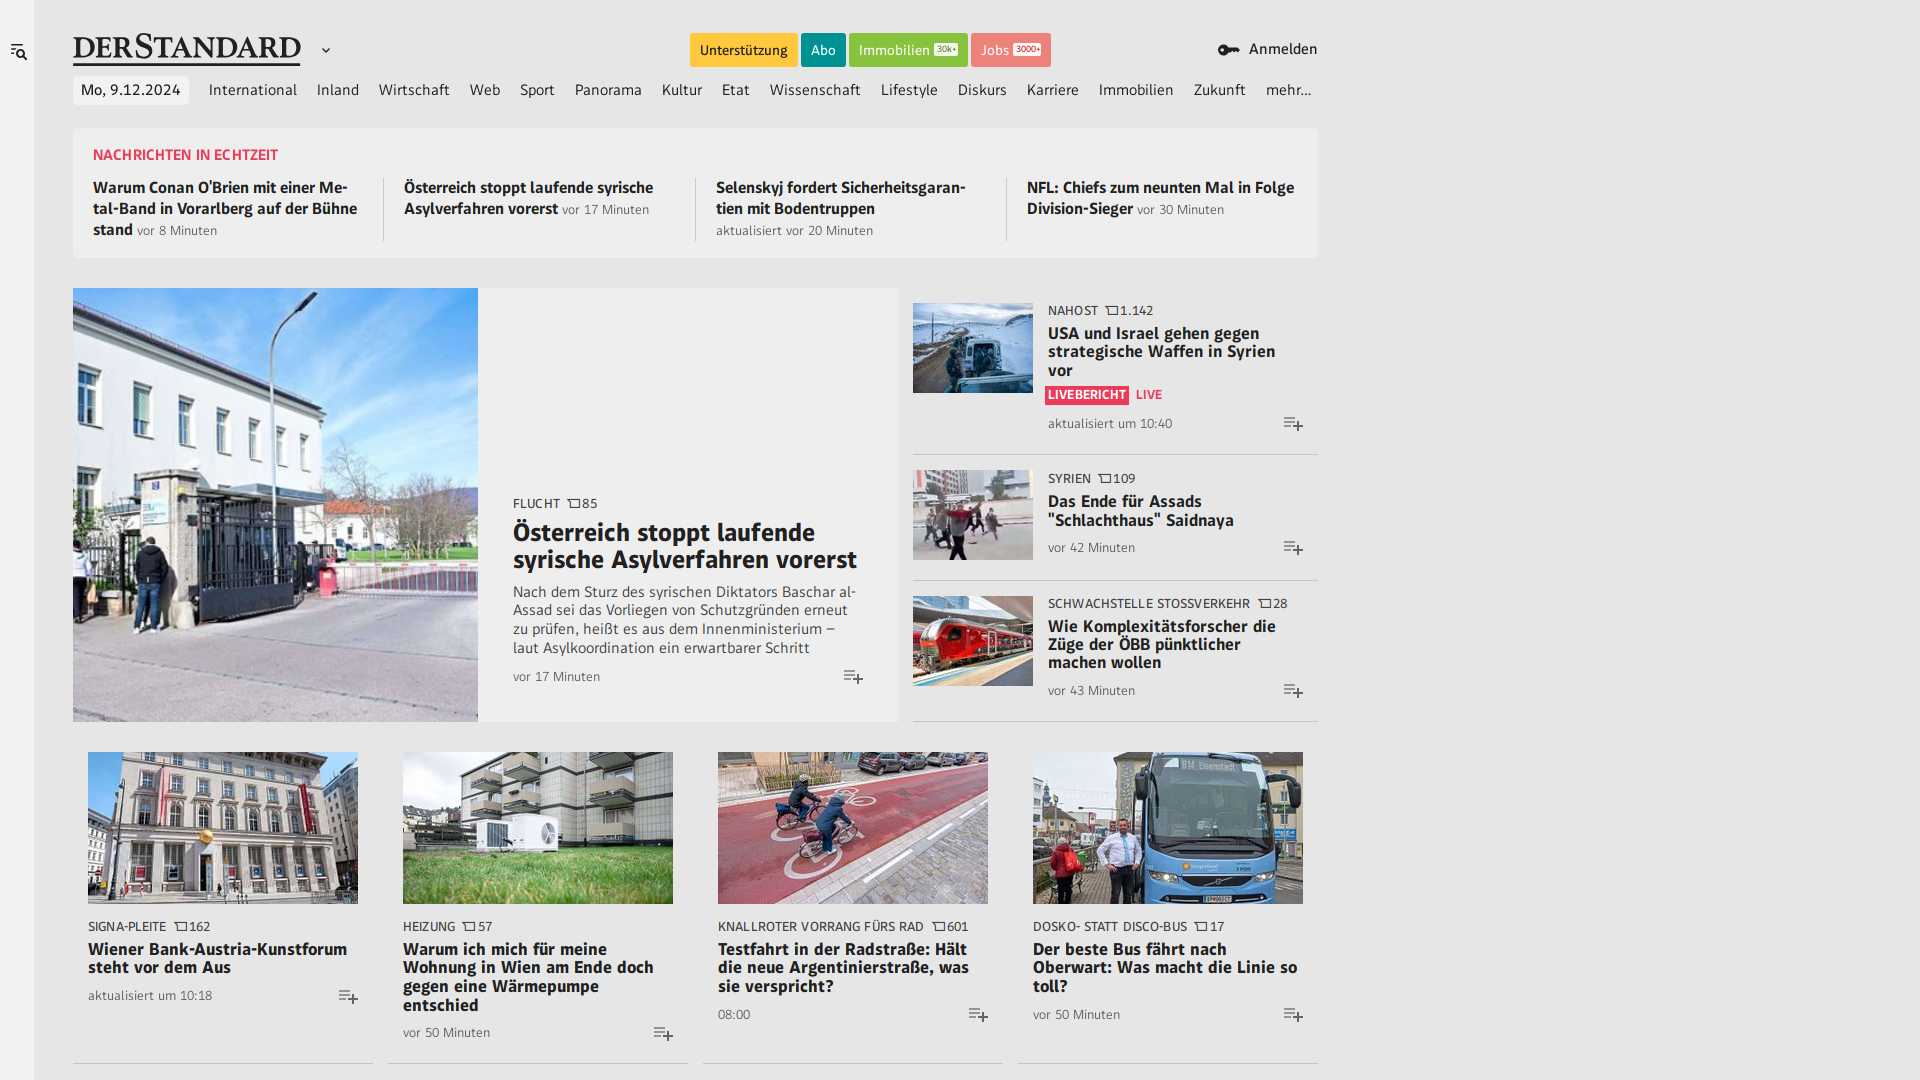 DERSTANDARD
Unterstützung
Abo
Immobilien 30k+
Jobs 3000+
Anmelden
Mo, 9.12.2024
International
Inland
Wirtschaft
Web
Sport
Panorama
Kultur
Etat
Wissenschaft
Lifestyle
Diskurs
Karriere
Immobilien
Zukunft
mehr...
NACHRICHTEN IN ECHTZEIT
Warum Conan O'Brien mit einer Me-
tal-Band in Vorarlberg auf der Bühne
stand vor 8 Minuten
Österreich stoppt laufende syrische
Asylverfahren vorerst vor 17 Minuten
Selenskyj fordert Sicherheitsgaran-
tien mit Bodentruppen
aktualisiert vor 20 Minuten
NFL: Chiefs zum neunten Mal in Folge
Division-Sieger vor 30 Minuten
FLUCHT 85
Österreich stoppt laufende
syrische Asylverfahren vorerst
Nach dem Sturz des syrischen Diktators Baschar al-
Assad sei das Vorliegen von Schutzgründen erneut
zu prüfen, heißt es aus dem Innenministerium –
laut Asylkoordination ein erwartbarer Schritt
vor 17 Minuten
NAHOST 1.142
USA und Israel gehen gegen
strategische Waffen in Syrien
vor
LIVEBERICHT LIVE
aktualisiert um 10:40
SYRIEN 109
Das Ende für Assads
"Schlachthaus" Saidnaya
vor 42 Minuten
SCHWACHSTELLE STOSSVERKEHR 28
Wie Komplexitätsforscher die
Züge der ÖBB pünktlicher
machen wollen
vor 43 Minuten
SIGNA-PLEITE 162
Wiener Bank-Austria-Kunstforum
steht vor dem Aus
aktualisiert um 10:18
HEIZUNG 57
Warum ich mich für meine
Wohnung in Wien am Ende doch
gegen eine Wärmepumpe
entschied
vor 50 Minuten
KNALLROTER VORRANG FÜRS RAD 601
Testfahrt in der Radstraße: Hält
die neue Argentinierstraße, was
sie verspricht?
08:00
B14 Eisenstadt
DOSKO- STATT DISCO-BUS 17
Der beste Bus fährt nach
Oberwart: Was macht die Linie so
toll?
vor 50 Minuten